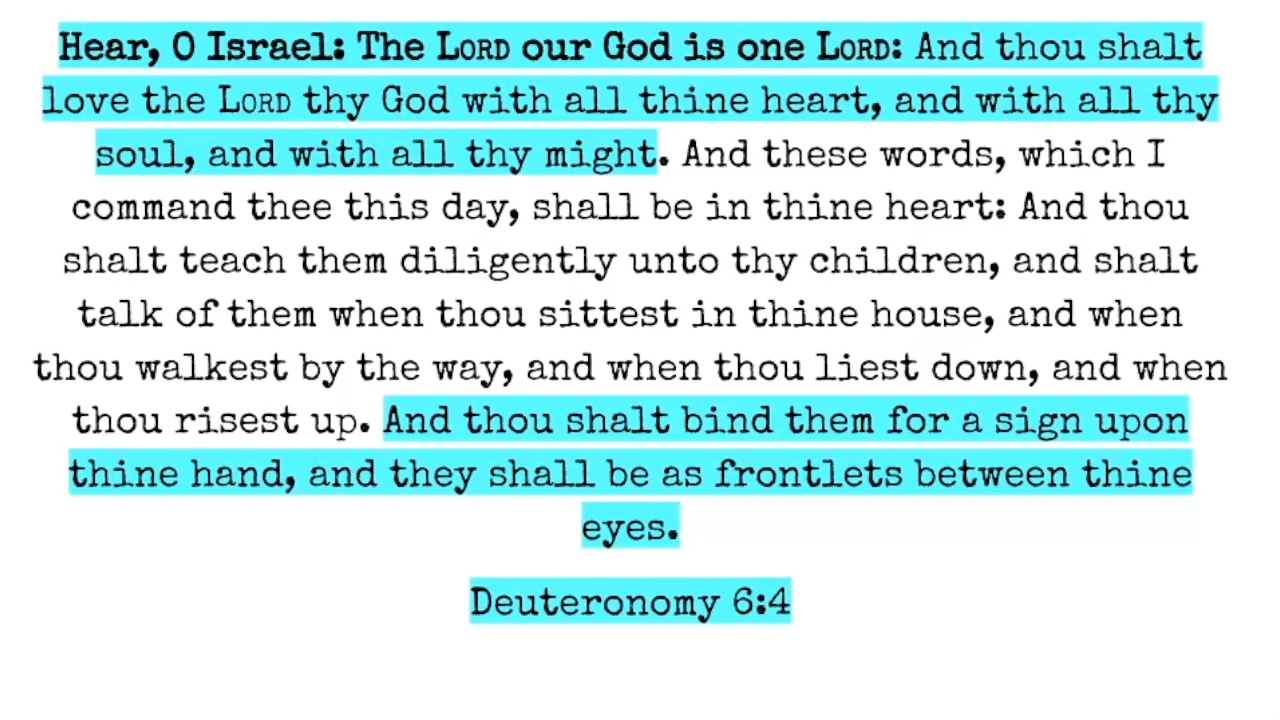 Hear, O Israel: The LORD our God is one LORD: And thou shalt
love the LORD thy God with all thine heart, and with all thy
soul, and with all thy might. And these words, which I
command thee this day, shall be in thine heart: And thou
shalt teach them diligently unto thy children, and shalt
talk of them when thou sittest in thine house, and when
thou walkest by the way, and when thou liest down, and when
thou risest up. And thou shalt bind them for a sign upon
thine hand, and they shall be as frontlets between thine
eyes.
Deuteronomy 6:4